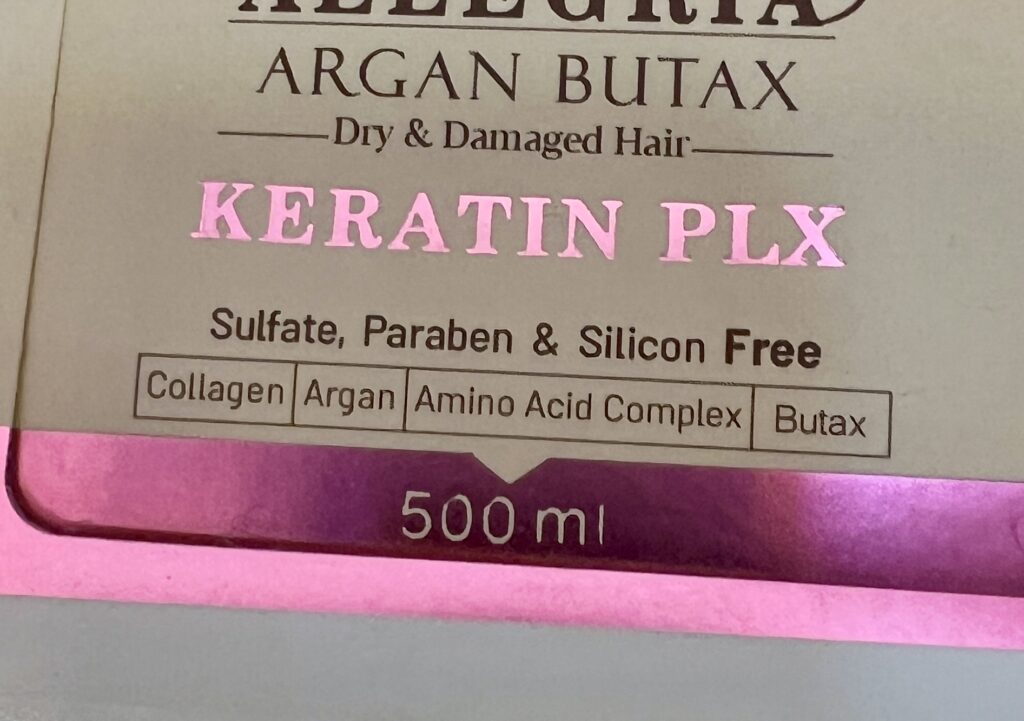 ALLEGRIA
ARGAN BUTAX
Dry & Damaged Hair
KERATIN PLX
Sulfate, Paraben & Silicon Free
Collagen Argan Amino Acid Complex Butax
500 ml